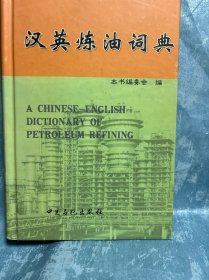 汉英炼油词典
本书编委会 编
A CHINESE-ENGLISH
DICTIONARY OF
PETROLEUM REFINING
中国石化出版社